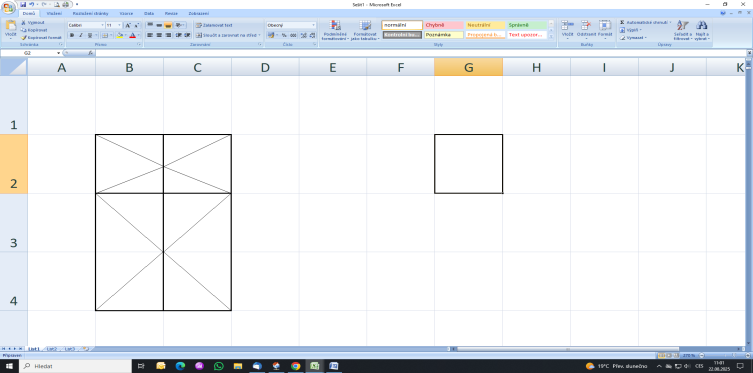 Sešit1 - Microsoft Excel
Domů Vložení Rozložení stránky Vzorce Data Revize Zobrazení
Vložit
Vyjmout
Kopírovat
Kopírovat formát
Schránka
Calibri 11
Písmo
Zalamovat text
Sloučit a zarovnat na střed
Zarovnání
Obecný
% 000
Číslo
Podmíněné formátování
Formátovat jako tabulku
normální Chybně Neutrální Správně
Kontrolní bu... Poznámka Propojená b... Text upozor...
Styly
Vložit Odstranit Formát
Buňky
Automatické shrnutí
Výplň
Vymazat
Seřadit a filtrovat
Najít a vybrat
Úpravy
G2
A B C D E F G H I J K
1
2
3
4
List1 List2 List3
Připraven
Hledat
19°C Přev. slunečno
CES
11:01
22.08.2025